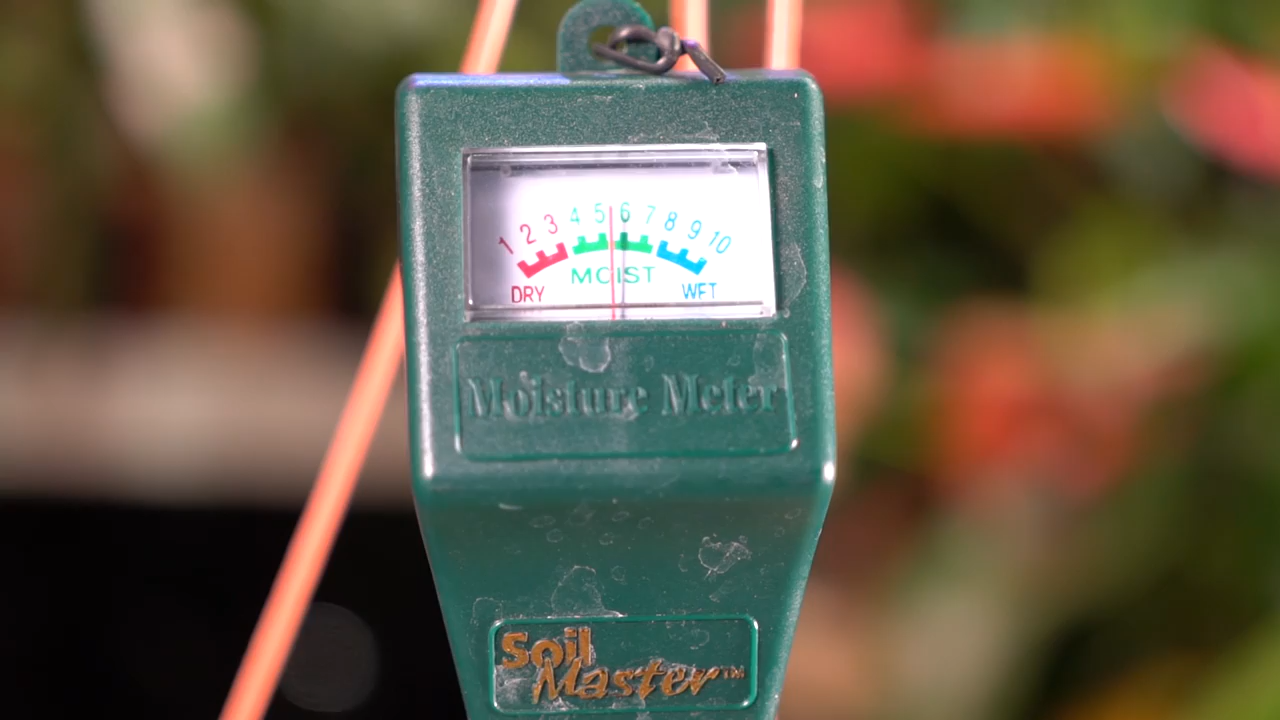 1 2 3 4 5 6 7 8 9 10
MOIST
DRY WET
Moisture Meter
Soil
Master™